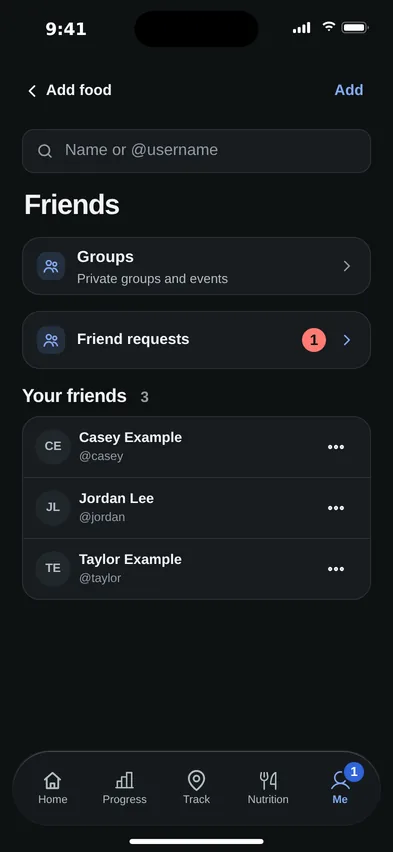 9:41
Add food
Add
Name or @username
Friends
Groups
Private groups and events
Friend requests
1
Your friends 3
CE
Casey Example
@casey
JL
Jordan Lee
@jordan
TE
Taylor Example
@taylor
1
Home
Progress
Track
Nutrition
Me